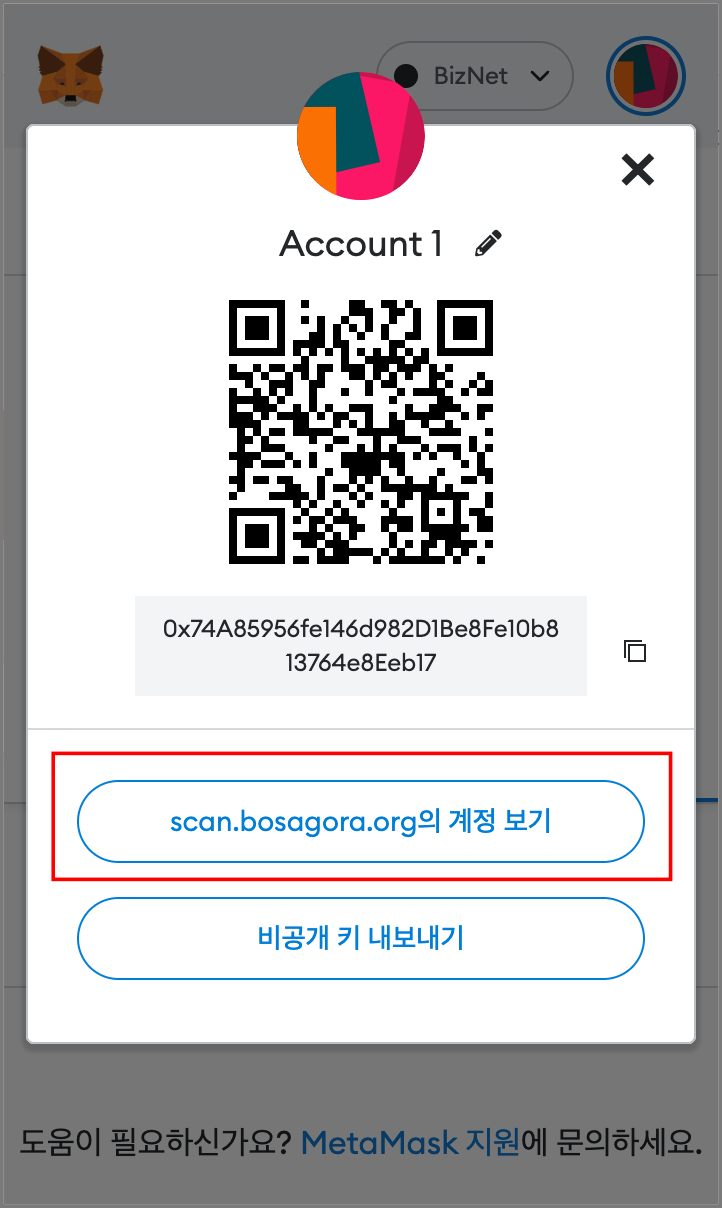 BizNet
Account 1
0x74A85956fe146d982D1Be8Fe10b8
13764e8Eeb17
scan.bosagora.org의 계정 보기
비공개 키 내보내기
도움이 필요하신가요? MetaMask 지원에 문의하세요.